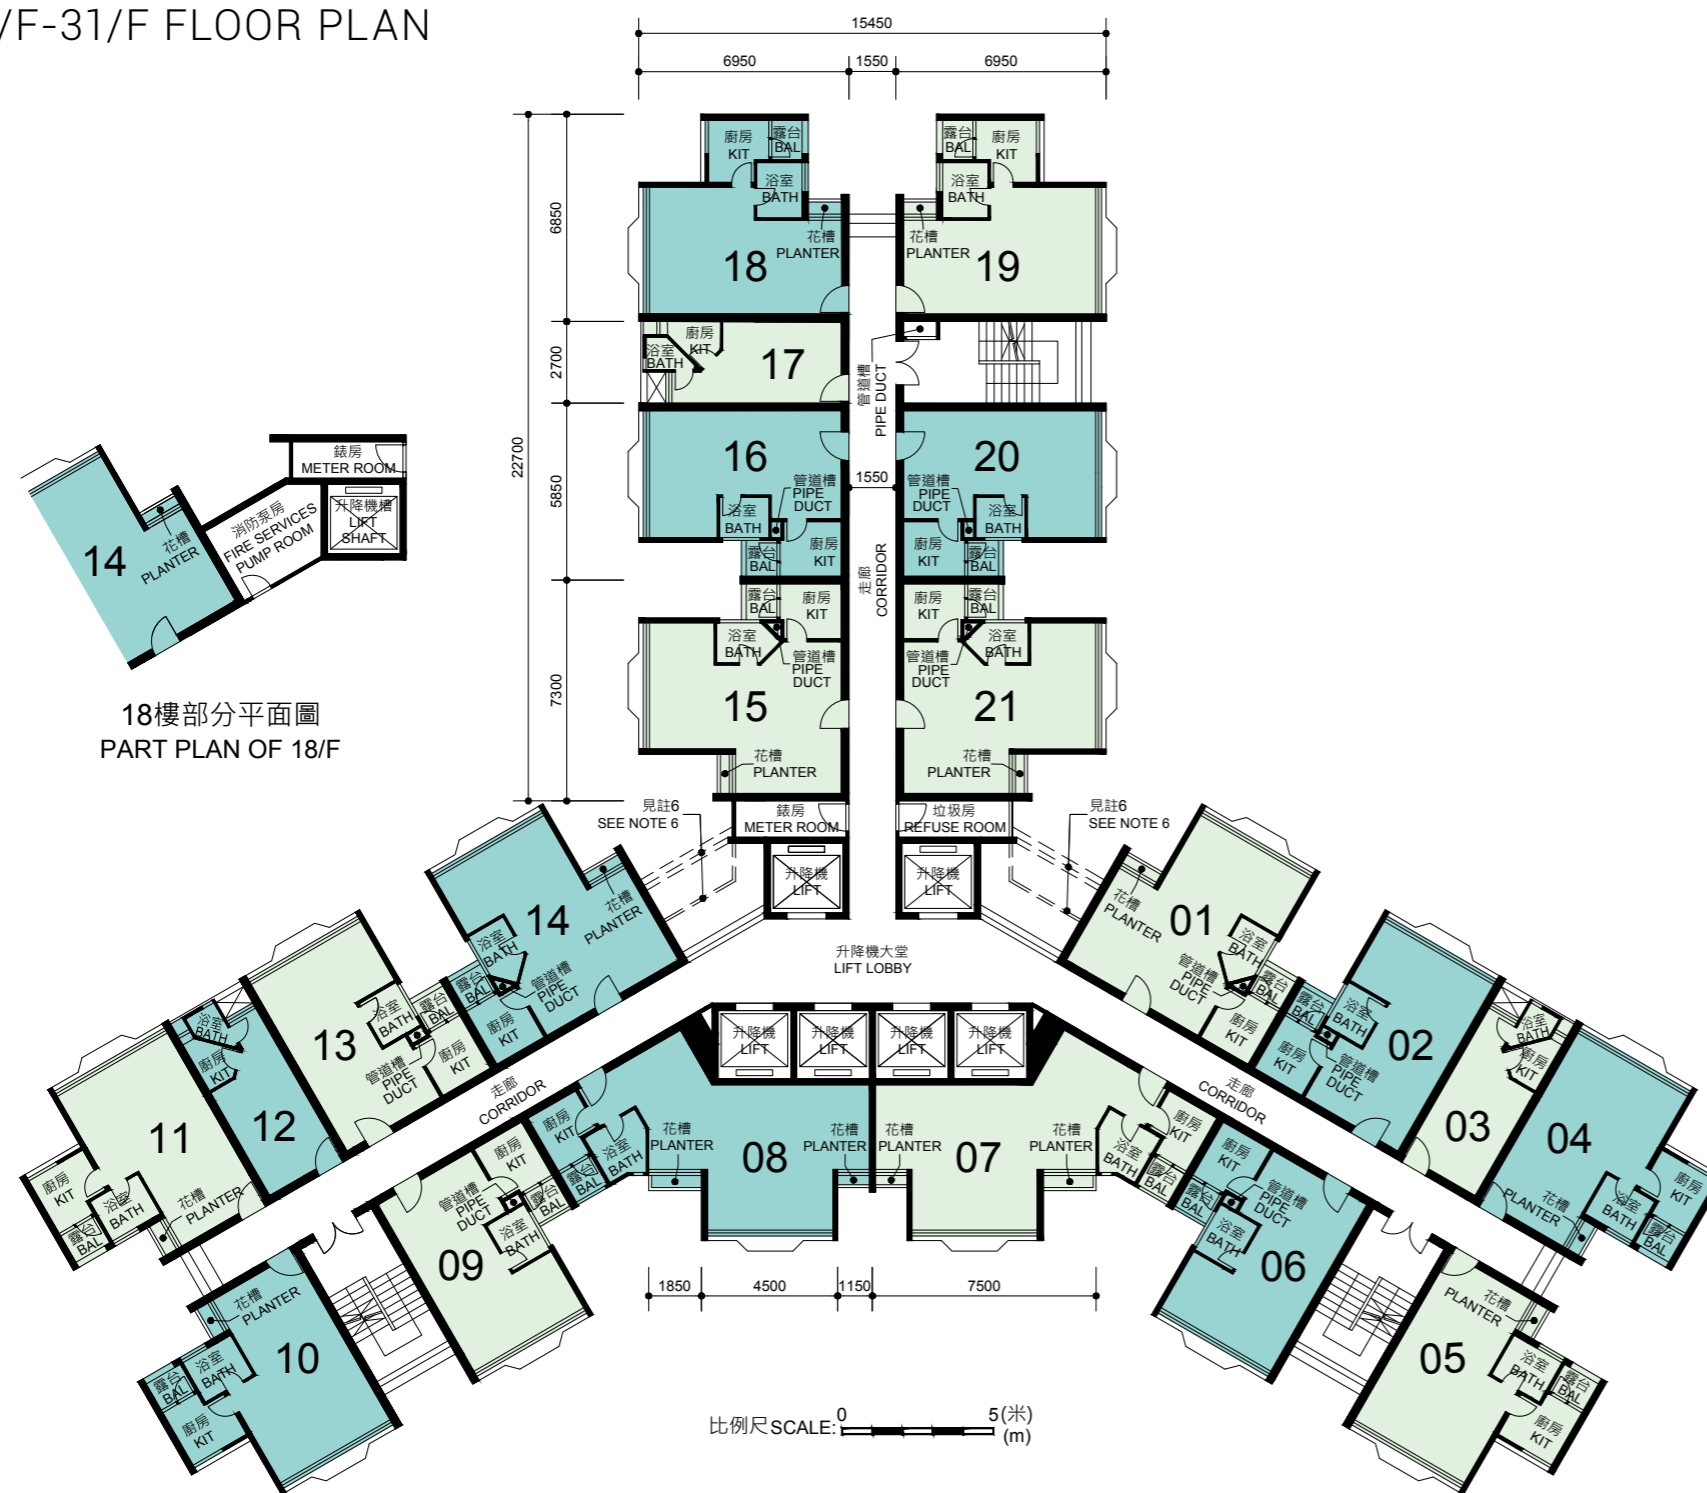 /F-31/F FLOOR PLAN
15450
6950
1550
6950
廚房
KIT
露台
BAL
浴室
BATH
花槽
PLANTER
18
露台
BAL
廚房
KIT
浴室
BATH
花槽
PLANTER
19
6850
2700
22700
5850
7300
廚房
KIT
浴室
BATH
17
管道槽
PIPE DUCT
16
管道槽
PIPE
DUCT
浴室
BATH
露台
BAL
廚房
KIT
1550
20
管道槽
PIPE
DUCT
浴室
BATH
廚房
KIT
露台
BAL
走廊
CORRIDOR
露台
BAL
廚房
KIT
浴室
BATH
管道槽
PIPE
DUCT
15
花槽
PLANTER
廚房
KIT
露台
BAL
浴室
BATH
管道槽
PIPE
DUCT
21
花槽
PLANTER
錶房
METER ROOM
升降機槽
LIFT
SHAFT
消防泵房
FIRE SERVICES
PUMP ROOM
花槽
PLANTER
14
18樓部分平面圖
PART PLAN OF 18/F
見註6
SEE NOTE 6
錶房
METER ROOM
垃圾房
REFUSE ROOM
見註6
SEE NOTE 6
升降機
LIFT
升降機
LIFT
升降機大堂
LIFT LOBBY
升降機
LIFT
升降機
LIFT
升降機
LIFT
升降機
LIFT
14
花槽
PLANTER
浴室
BATH
管道槽
PIPE
DUCT
露台
BAL
廚房
KIT
13
浴室
BATH
露台
BAL
管道槽
PIPE
DUCT
廚房
KIT
浴室
BATH
廚房
KIT
12
11
廚房
KIT
浴室
BATH
露台
BAL
花槽
PLANTER
走廊
CORRIDOR
01
花槽
PLANTER
浴室
BATH
管道槽
PIPE
DUCT
露台
BAL
廚房
KIT
露台
BAL
浴室
BATH
02
廚房
KIT
管道槽
PIPE
DUCT
浴室
BATH
廚房
KIT
03
04
花槽
PLANTER
浴室
BATH
廚房
KIT
露台
BAL
走廊
CORRIDOR
廚房
KIT
浴室
BATH
露台
BAL
花槽
PLANTER
08
花槽
PLANTER
花槽
PLANTER
07
花槽
PLANTER
廚房
KIT
浴室
BATH
露台
BAL
廚房
KIT
管道槽
PIPE
DUCT
露台
BAL
浴室
BATH
09
廚房
KIT
管道槽
PIPE
DUCT
露台
BAL
浴室
BATH
06
花槽
PLANTER
浴室
BATH
露台
BAL
廚房
KIT
10
花槽
PLANTER
05
浴室
BATH
露台
BAL
廚房
KIT
1850
4500
1150
7500
比例尺SCALE:
0
5(米)
(m)